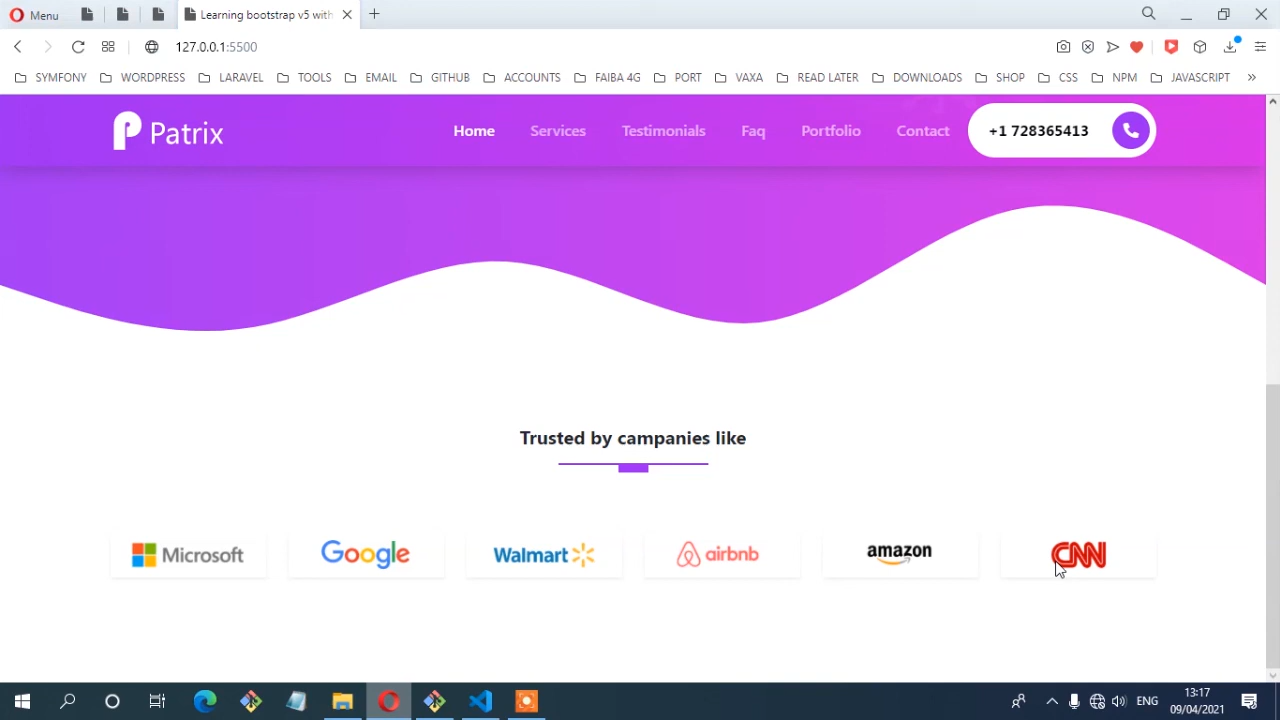 Menu
Learning bootstrap v5 with
127.0.0.1:5500
SYMFONY WORDPRESS LARAVEL TOOLS EMAIL GITHUB ACCOUNTS FAIBA 4G PORT VAXA READ LATER DOWNLOADS SHOP CSS NPM JAVASCRIPT
Patrix Home Services Testimonials Faq Portfolio Contact +1 728365413
Trusted by companies like
Microsoft Google Walmart airbnb amazon CNN
ENG
13:17
09/04/2021